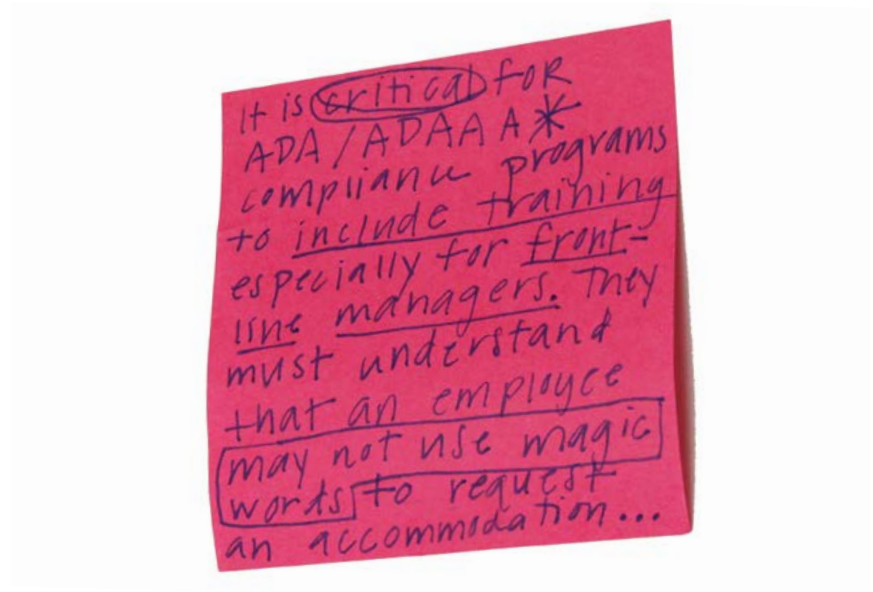 It is critical for
ADA/ADAAA*
compliance programs
to include training
especially for front-
line managers. They
must understand
that an employee
may not use magic
words to request
an accommodation...